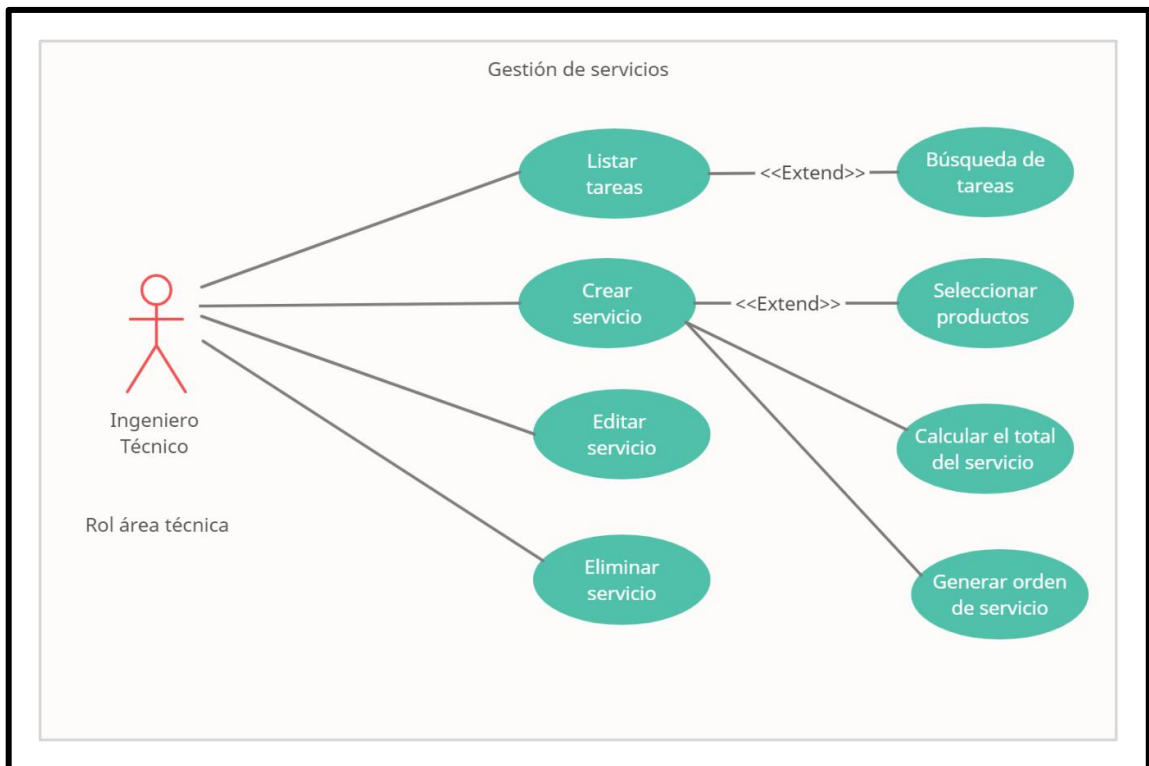 Gestión de servicios
Listar
tareas
<<Extend>>
Búsqueda de
tareas
Crear
servicio
<<Extend>>
Seleccionar
productos
Ingeniero
Técnico
Editar
servicio
Calcular el total
del servicio
Rol área técnica
Eliminar
servicio
Generar orden
de servicio